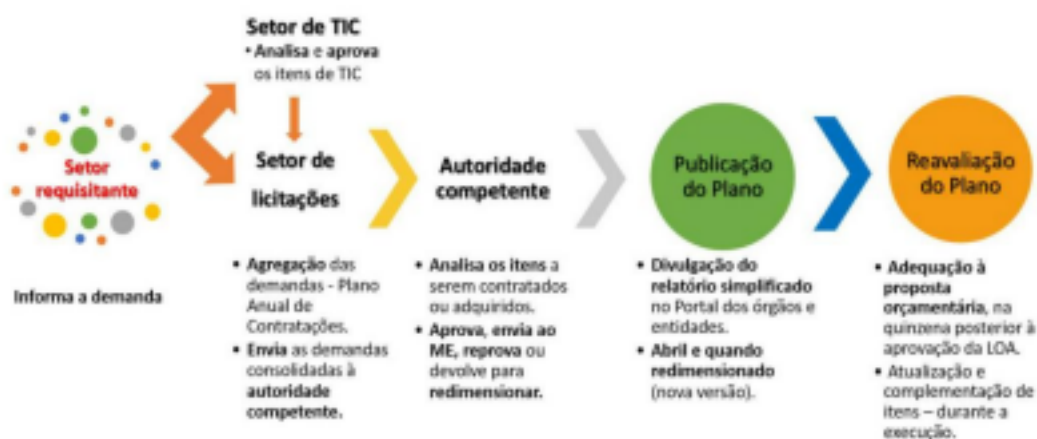 Setor de TIC
• Analisa e aprova
os itens de TIC
Setor
requisitante
Informa a demanda
Setor de
licitações
• Agregação das
demandas - Plano
Anual de
Contratações.
• Envia as demandas
consolidadas à
autoridade
competente.
Autoridade
competente
• Analisa os itens a
serem contratados
ou adquiridos.
• Aprova, envia ao
ME, reprova ou
devolve para
redimensionar.
Publicação
do Plano
• Divulgação do
relatório simplificado
no Portal dos órgãos e
entidades.
• Abril e quando
redimensionado
(nova versão).
Reavaliação
do Plano
• Adequação à
proposta
orçamentária, na
quinzena posterior à
aprovação da LOA.
• Atualização e
complementação de
itens – durante a
execução.